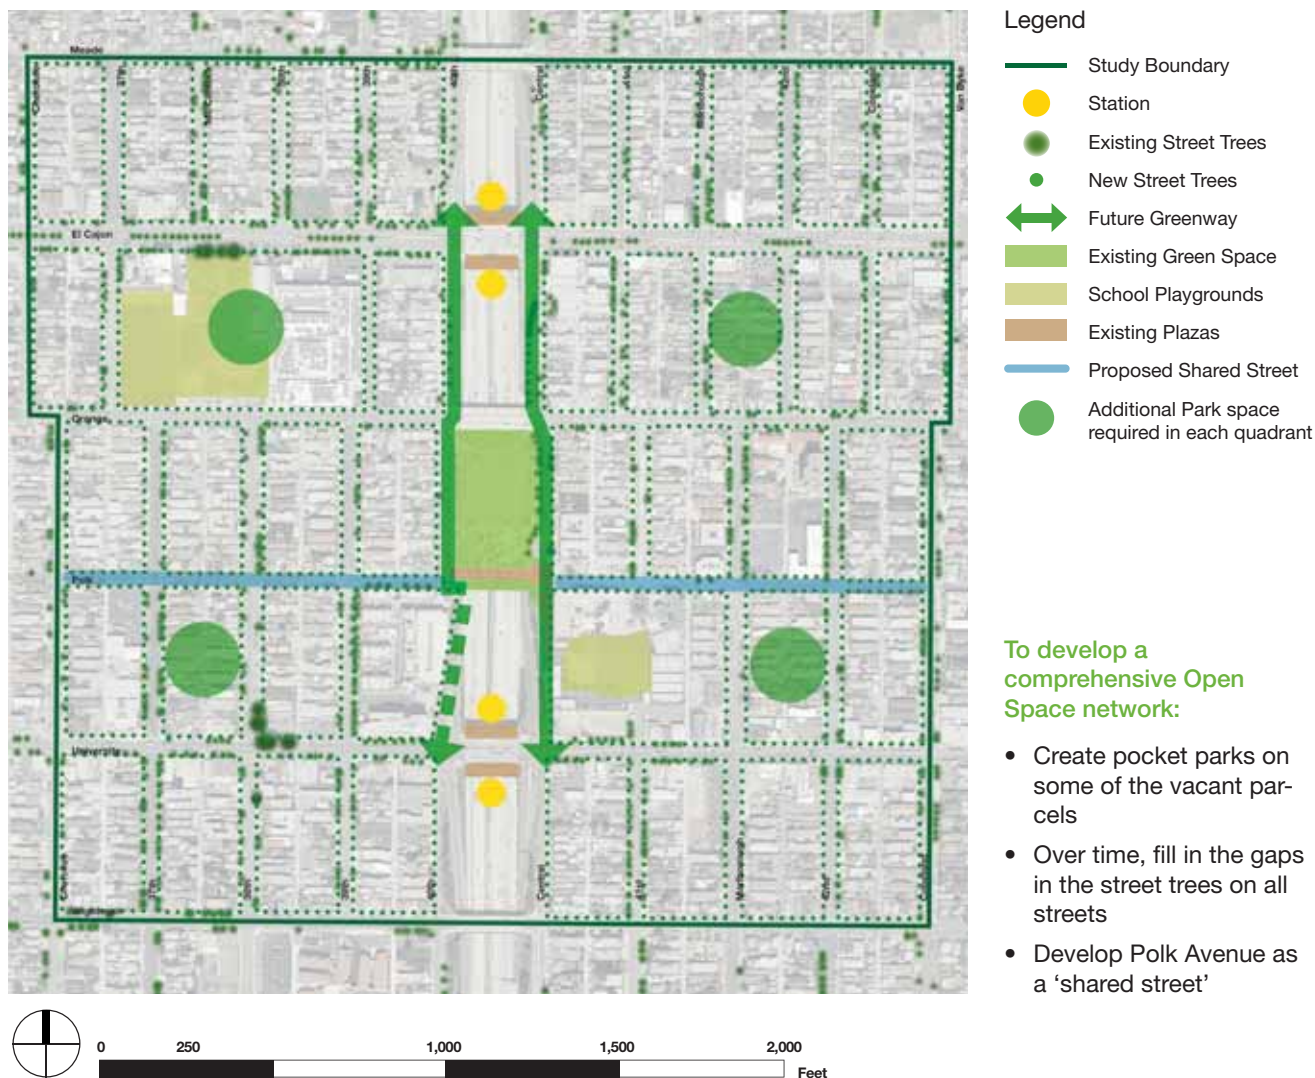 Meade
El Cajon
Orange
Polk
University
Central
Central
Marlborough
Van Dyke
Legend
Study Boundary
Station
Existing Street Trees
New Street Trees
Future Greenway
Existing Green Space
School Playgrounds
Existing Plazas
Proposed Shared Street
Additional Park space
required in each quadrant
To develop a
comprehensive Open
Space network:
• Create pocket parks on
some of the vacant par-
cels
• Over time, fill in the gaps
in the street trees on all
streets
• Develop Polk Avenue as
a ‘shared street’
0 250 1,000 1,500 2,000
Feet